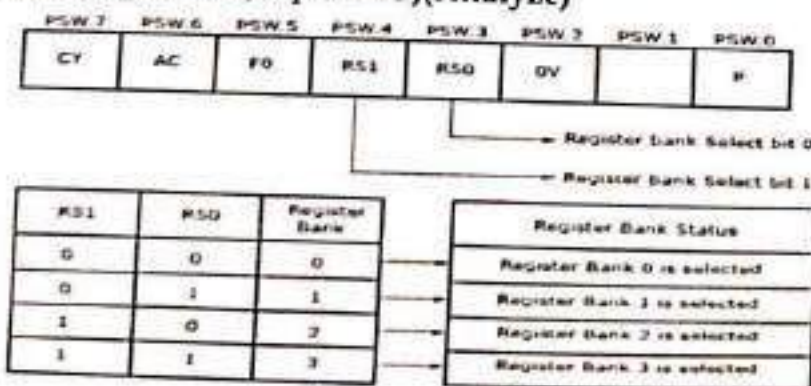 (Analyze)
PSW.7 PSW.6 PSW.5 PSW.4 PSW.3 PSW.2 PSW.1 PSW.0
CY AC F0 RS1 RS0 OV P
Register bank Select bit 0
Register bank Select bit 1
RS1 RS0 Register Bank
0 0 0
0 1 1
1 0 2
1 1 3
Register Bank Status
Register Bank 0 is selected
Register Bank 1 is selected
Register Bank 2 is selected
Register Bank 3 is selected